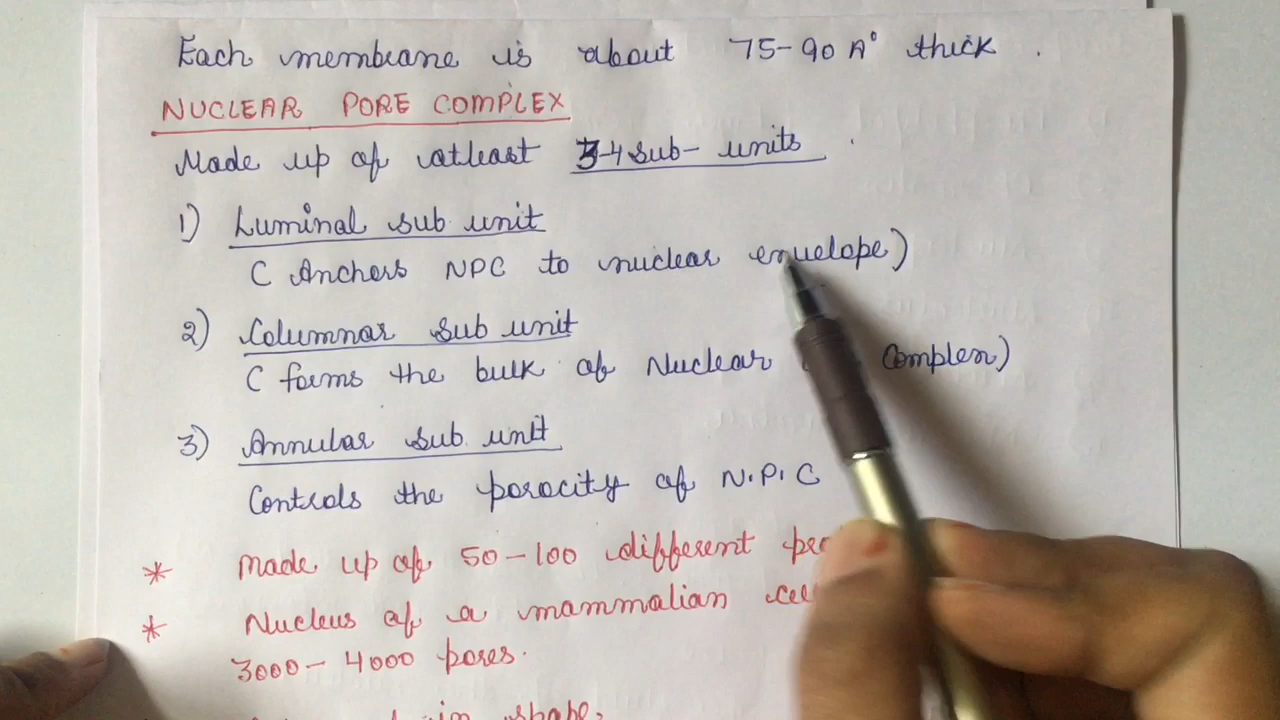 Each membrane is about 75-90 A° thick .
NUCLEAR PORE COMPLEX
Made up of atleast 3-4 sub-units .
1) Luminal sub unit
( Anchors NPC to nuclear envelope)
2) Columnar sub unit
( forms the bulk of Nuclear Complex)
3) Annular sub unit
Controls the porocity of N.P.C
* Made up of 50-100 different
* Nucleus of a mammalian
3000-4000 pores.
in shape.